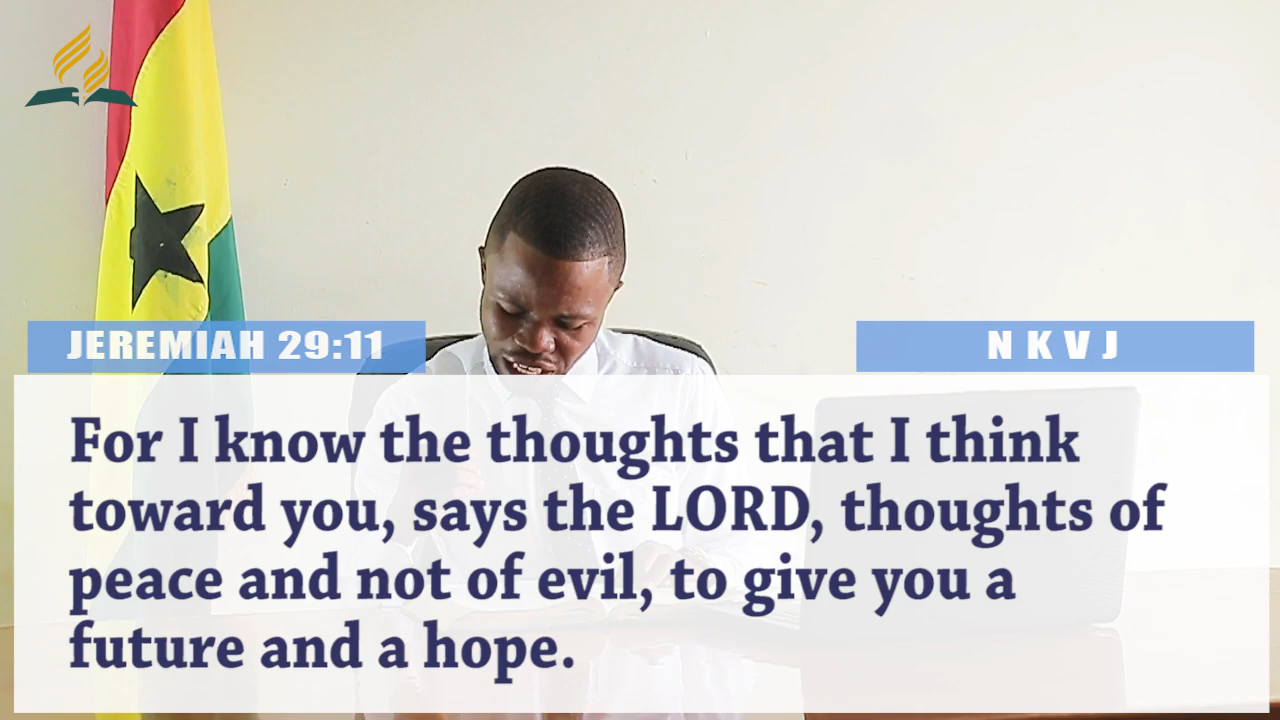 JEREMIAH 29:11
N K V J
For I know the thoughts that I think
toward you, says the LORD, thoughts of
peace and not of evil, to give you a
future and a hope.